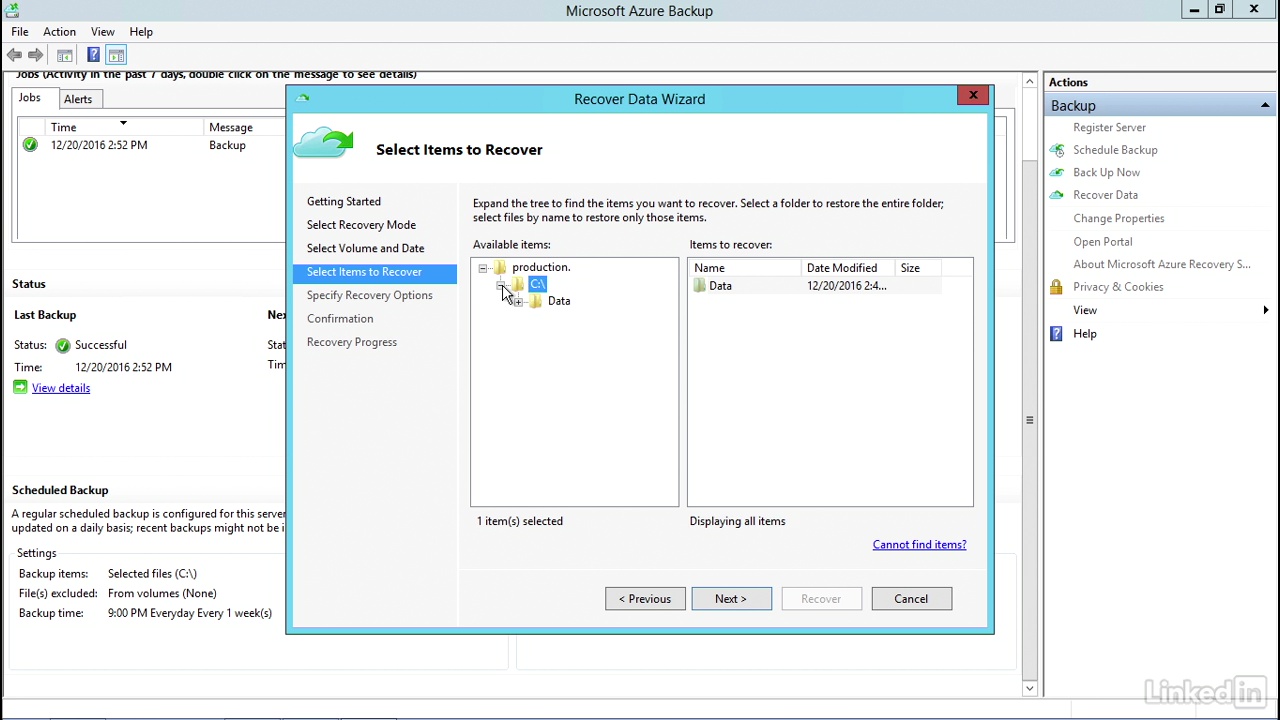 Microsoft Azure Backup
File Action View Help
Jobs (Activity in the past 7 days, double click on the message to see details)
Jobs Alerts
Time Message
12/20/2016 2:52 PM Backup
Status
Last Backup
Status: Successful
Time: 12/20/2016 2:52 PM
View details
Scheduled Backup
A regular scheduled backup is configured for this server
updated on a daily basis; recent backups might not be
Settings
Backup items: Selected files (C:\)
File(s) excluded: From volumes (None)
Backup time: 9:00 PM Everyday Every 1 week(s)
Recover Data Wizard
Select Items to Recover
Getting Started
Select Recovery Mode
Select Volume and Date
Select Items to Recover
Specify Recovery Options
Confirmation
Recovery Progress
Expand the tree to find the items you want to recover. Select a folder to restore the entire folder;
select files by name to restore only those items.
Available items:
production.
C:\
Data
1 item(s) selected
Items to recover:
Name Date Modified Size
Data 12/20/2016 2:4...
Displaying all items
Cannot find items?
< Previous Next > Recover Cancel
Actions
Backup
Register Server
Schedule Backup
Back Up Now
Recover Data
Change Properties
Open Portal
About Microsoft Azure Recovery S...
Privacy & Cookies
View
Help
Linked in